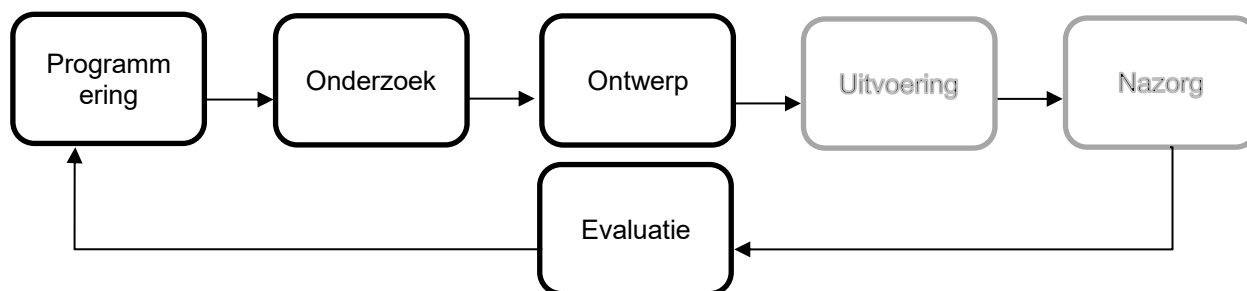 Programm
ering
Onderzoek
Ontwerp
Uitvoering
Nazorg
Evaluatie